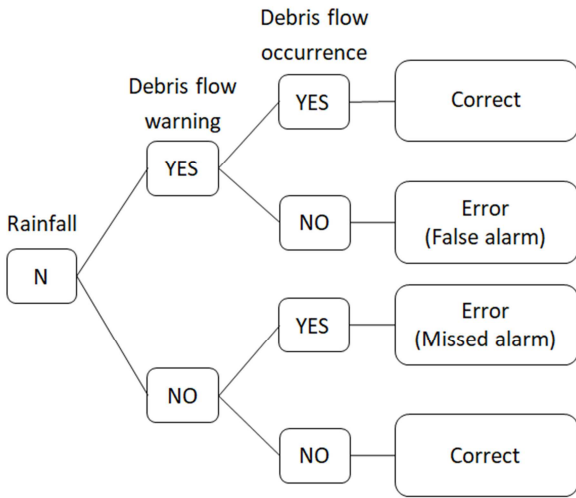 Debris flow
occurrence
Debris flow
warning
YES
Correct
YES
NO
Error
(False alarm)
Rainfall
N
YES
Error
(Missed alarm)
NO
NO
Correct